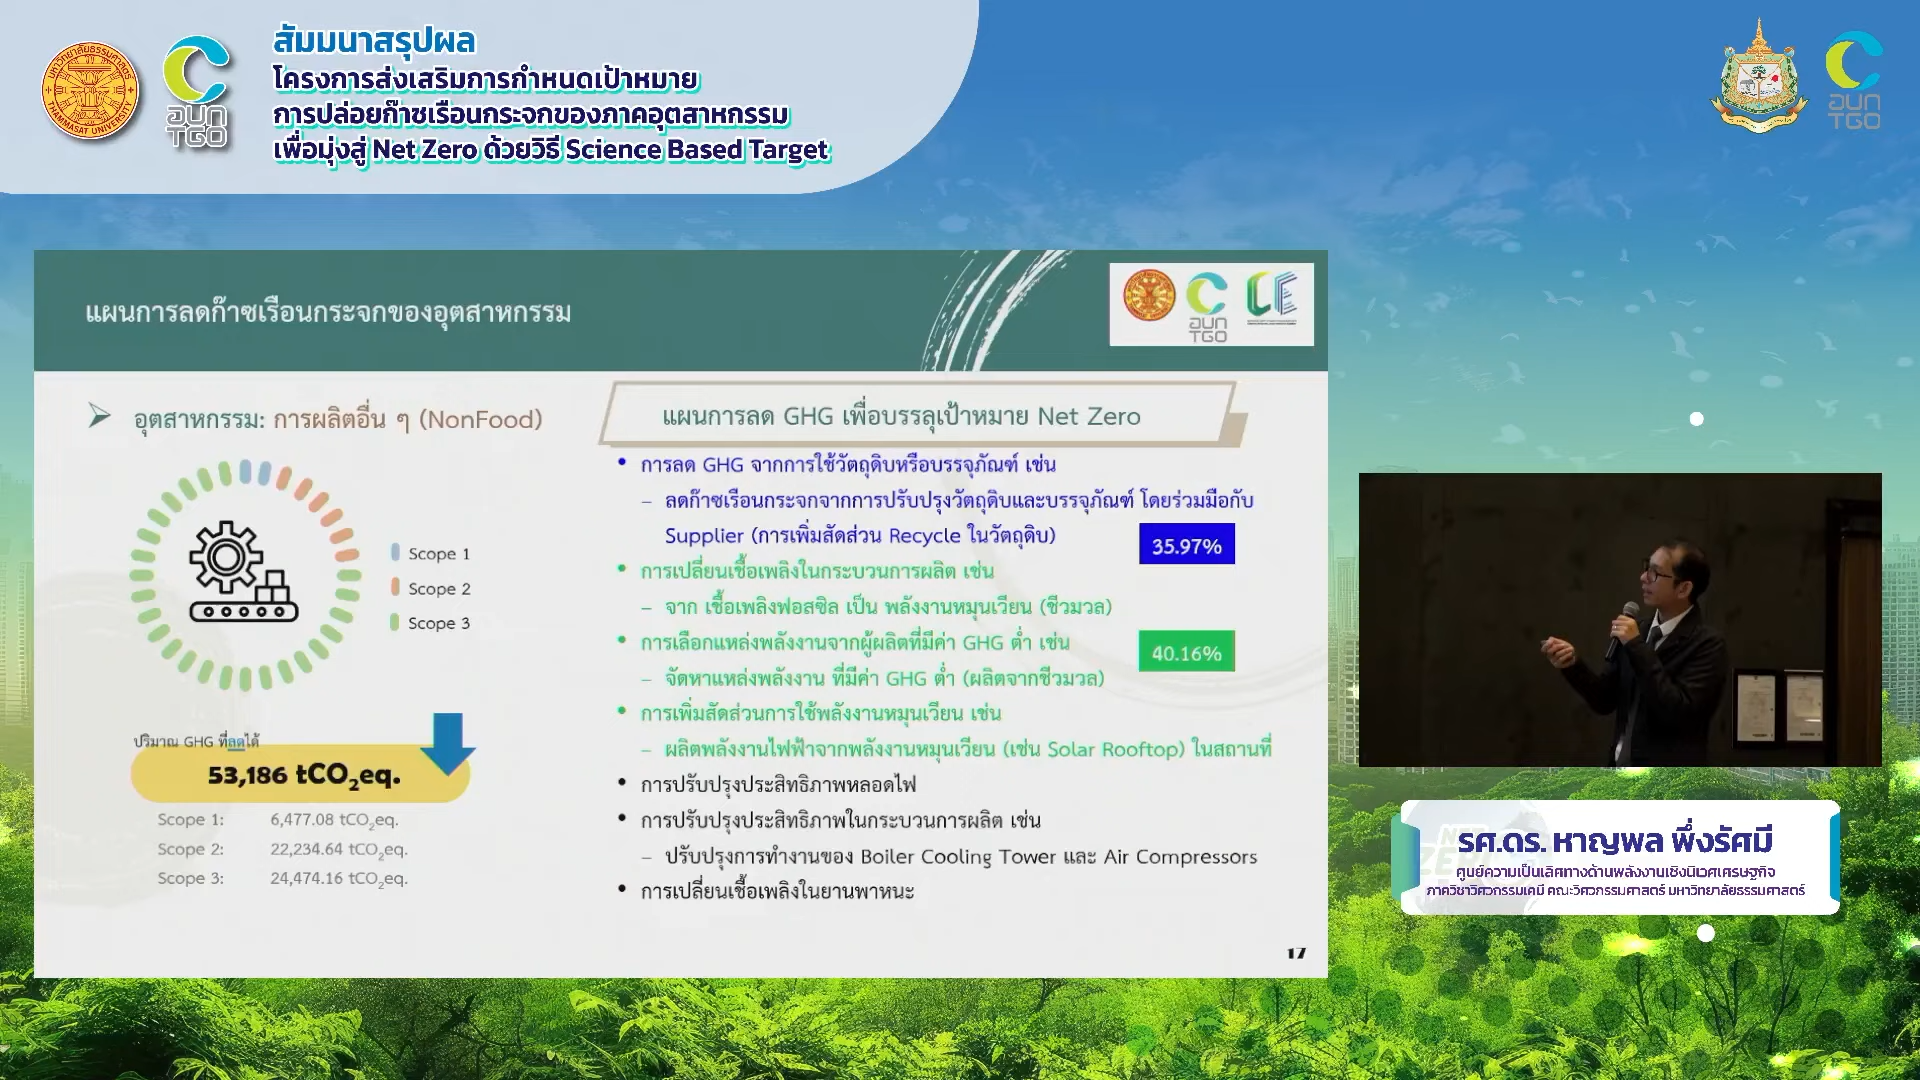 สัมมนาสรุปผล
โครงการส่งเสริมการกำหนดเป้าหมาย
การปล่อยก๊าซเรือนกระจกของภาคอุตสาหกรรม
เพื่อมุ่งสู่ Net Zero ด้วยวิธี Science Based Target
มหาวิทยาลัยธรรมศาสตร์
THAMMASAT UNIVERSITY
อบก
TGO
อบก
TGO
แผนการลดก๊าซเรือนกระจกของอุตสาหกรรม
อบก
TGO
อุตสาหกรรม: การผลิตอื่น ๆ (NonFood)
Scope 1
Scope 2
Scope 3
ปริมาณ GHG ที่ลดได้
53,186 tCO₂eq.
Scope 1: 6,477.08 tCO₂eq.
Scope 2: 22,234.64 tCO₂eq.
Scope 3: 24,474.16 tCO₂eq.
แผนการลด GHG เพื่อบรรลุเป้าหมาย Net Zero
• การลด GHG จากการใช้วัตถุดิบหรือบรรจุภัณฑ์ เช่น
– ลดก๊าซเรือนกระจกจากการปรับปรุงวัตถุดิบและบรรจุภัณฑ์ โดยร่วมมือกับ
Supplier (การเพิ่มสัดส่วน Recycle ในวัตถุดิบ)
35.97%
• การเปลี่ยนเชื้อเพลิงในกระบวนการผลิต เช่น
– จาก เชื้อเพลิงฟอสซิล เป็น พลังงานหมุนเวียน (ชีวมวล)
• การเลือกแหล่งพลังงานจากผู้ผลิตที่มีค่า GHG ต่ำ เช่น
40.16%
– จัดหาแหล่งพลังงาน ที่มีค่า GHG ต่ำ (ผลิตจากชีวมวล)
• การเพิ่มสัดส่วนการใช้พลังงานหมุนเวียน เช่น
– ผลิตพลังงานไฟฟ้าจากพลังงานหมุนเวียน (เช่น Solar Rooftop) ในสถานที่
• การปรับปรุงประสิทธิภาพหลอดไฟ
• การปรับปรุงประสิทธิภาพในกระบวนการผลิต เช่น
– ปรับปรุงการทำงานของ Boiler Cooling Tower และ Air Compressors
• การเปลี่ยนเชื้อเพลิงในยานพาหนะ
17
รศ.ดร. หาญพล พึ่งรัศมี
ศูนย์ความเป็นเลิศทางด้านพลังงานเชิงนิเวศเศรษฐกิจ
ภาควิชาวิศวกรรมเคมี คณะวิศวกรรมศาสตร์ มหาวิทยาลัยธรรมศาสตร์